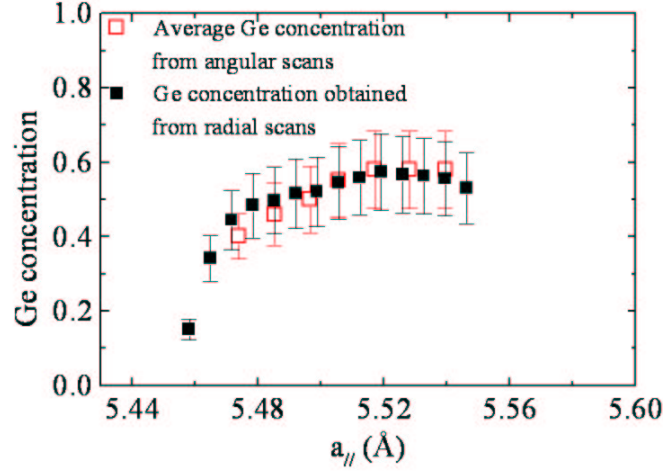 1.0
0.8
0.6
0.4
0.2
0.0
Ge concentration
Average Ge concentration
from angular scans
Ge concentration obtained
from radial scans
5.44 5.48 5.52 5.56 5.60
a// (Å)